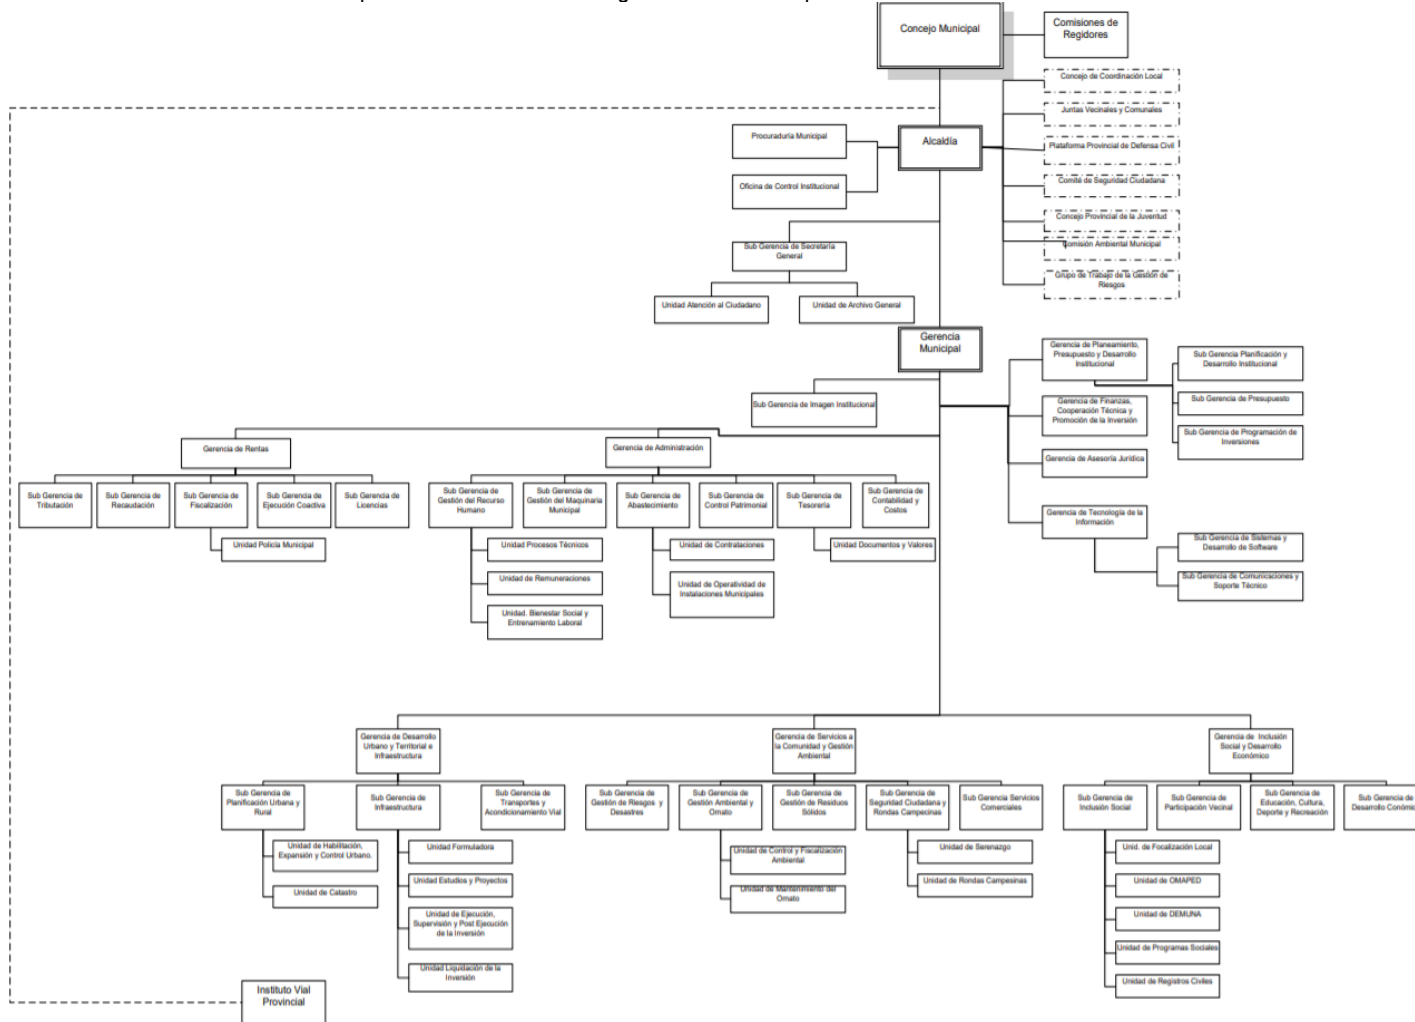 Concejo Municipal
Comisiones de
Regidores
Concejo de Coordinación Local
Juntas Vecinales y Comunales
Procuraduría Municipal
Alcaldía
Plataforma Provincial de Defensa Civil
Oficina de Control Institucional
Comité de Seguridad Ciudadana
Concejo Provincial de la Juventud
Sub Gerencia de Secretaría
General
Comisión Ambiental Municipal
Grupo de Trabajo de la Gestión de
Riesgos
Unidad Atención al Ciudadano
Unidad de Archivo General
Gerencia
Municipal
Gerencia de Planeamiento,
Presupuesto y Desarrollo
Institucional
Sub Gerencia Planificación y
Desarrollo Institucional
Sub Gerencia de Presupuesto
Sub Gerencia de Imagen Institucional
Gerencia de Finanzas,
Cooperación Técnica y
Promoción de la Inversión
Sub Gerencia de Programación de
Inversiones
Gerencia de Rentas
Gerencia de Administración
Gerencia de Asesoría Jurídica
Sub Gerencia de
Tributación
Sub Gerencia de
Recaudación
Sub Gerencia de
Fiscalización
Sub Gerencia de
Ejecución Coactiva
Sub Gerencia de
Licencias
Sub Gerencia de
Gestión del Recurso
Humano
Sub Gerencia de
Gestión del Maquinaria
Municipal
Sub Gerencia de
Abastecimiento
Sub Gerencia de
Control Patrimonial
Sub Gerencia de
Tesorería
Sub Gerencia de
Contabilidad y
Costos
Gerencia de Tecnología de la
Información
Unidad Policía Municipal
Unidad Procesos Técnicos
Unidad de Contrataciones
Unidad Documentos y Valores
Sub Gerencia de Sistemas y
Desarrollo de Software
Unidad de Remuneraciones
Unidad de Operatividad de
Instalaciones Municipales
Sub Gerencia de Comunicaciones y
Soporte Técnico
Unidad. Bienestar Social y
Entrenamiento Laboral
Gerencia de Desarrollo
Urbano y Territorial e
Infraestructura
Gerencia de Servicios a
la Comunidad y Gestión
Ambiental
Gerencia de Inclusión
Social y Desarrollo
Económico
Sub Gerencia de
Planificación Urbana y
Rural
Sub Gerencia de
Infraestructura
Sub Gerencia de
Transportes y
Acondicionamiento Vial
Sub Gerencia de
Gestión de Riesgos y
Desastres
Sub Gerencia de
Gestión Ambiental y
Ornato
Sub Gerencia de
Gestión de Residuos
Sólidos
Sub Gerencia de
Seguridad Ciudadana y
Rondas Campecinas
Sub Gerencia Servicios
Comerciales
Sub Gerencia de
Inclusión Social
Sub Gerencia de
Participación Vecinal
Sub Gerencia de
Educación, Cultura,
Deporte y Recreación
Sub Gerencia de
Desarrollo Conómi
Unidad de Habilitación,
Expansión y Control Urbano.
Unidad de Catastro
Unidad Formuladora
Unidad Estudios y Proyectos
Unidad de Ejecución,
Supervisión y Post Ejecución
de la Inversión
Unidad Liquidación de la
Inversión
Unidad de Control y Fiscalización
Ambiental
Unidad de Mantenimiento del
Ornato
Unidad de Serenazgo
Unidad de Rondas Campesinas
Unid. de Focalización Local
Unidad de OMAPED
Unidad de DEMUNA
Unidad de Programas Sociales
Unidad de Registros Civiles
Instituto Vial
Provincial